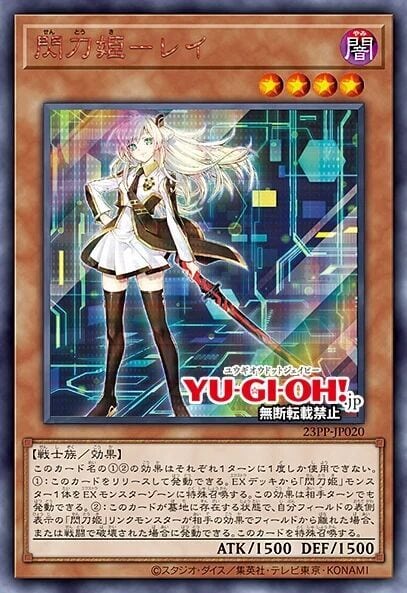 せん とう き
閃刀姫－レイ
やみ
闇
ユウギオウドットジェイピー
YU-GI-OH!.jp
無断転載禁止
23PP-JP020
【戦士族／効果】
このカード名の①②の効果はそれぞれ1ターンに1度しか使用できない。
①：このカードをリリースして発動できる。EXデッキから「閃刀姫」モンス
ター1体をEXモンスターゾーンに特殊召喚する。この効果は相手ターンでも
発動できる。②：このカードが墓地に存在する状態で、自分フィールドの表側
表示の「閃刀姫」リンクモンスターが相手の効果でフィールドから離れた場合、
または戦闘で破壊された場合に発動できる。このカードを特殊召喚する。
ATK/1500 DEF/1500
©スタジオ・ダイス／集英社・テレビ東京・KONAMI